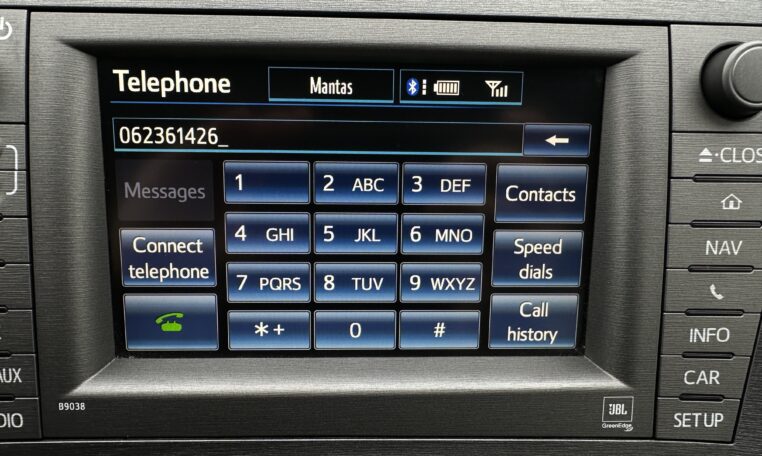 Telephone
Mantas
062361426_
Messages
1
2 ABC
3 DEF
Contacts
Connect
telephone
4 GHI
5 JKL
6 MNO
Speed
dials
7 PQRS
8 TUV
9 WXYZ
*+
0
#
Call
history
CLOS
NAV
INFO
CAR
SETUP
AUX
DIO
B9038
JBL
GreenEdge